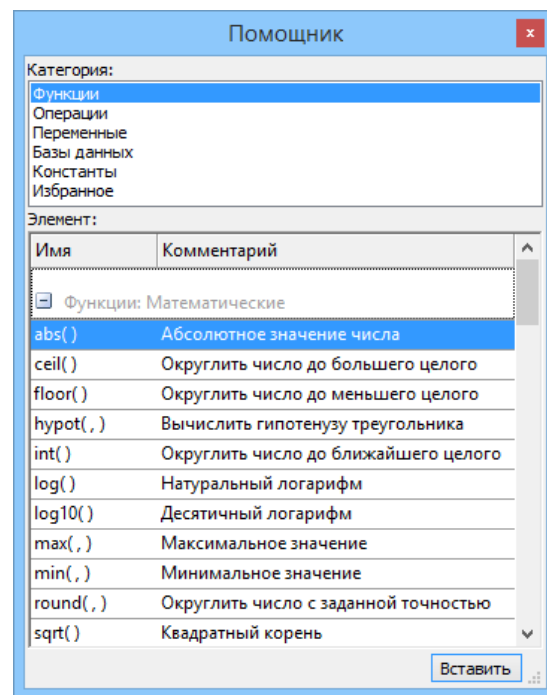 Помощник
x
Категория:
Функции
Операции
Переменные
Базы данных
Константы
Избранное
Элемент:
Имя Комментарий
Функции: Математические
abs( ) Абсолютное значение числа
ceil( ) Округлить число до большего целого
floor( ) Округлить число до меньшего целого
hypot( , ) Вычислить гипотенузу треугольника
int( ) Округлить число до ближайшего целого
log( ) Натуральный логарифм
log10( ) Десятичный логарифм
max( , ) Максимальное значение
min( , ) Минимальное значение
round( , ) Округлить число с заданной точностью
sqrt( ) Квадратный корень
Вставить